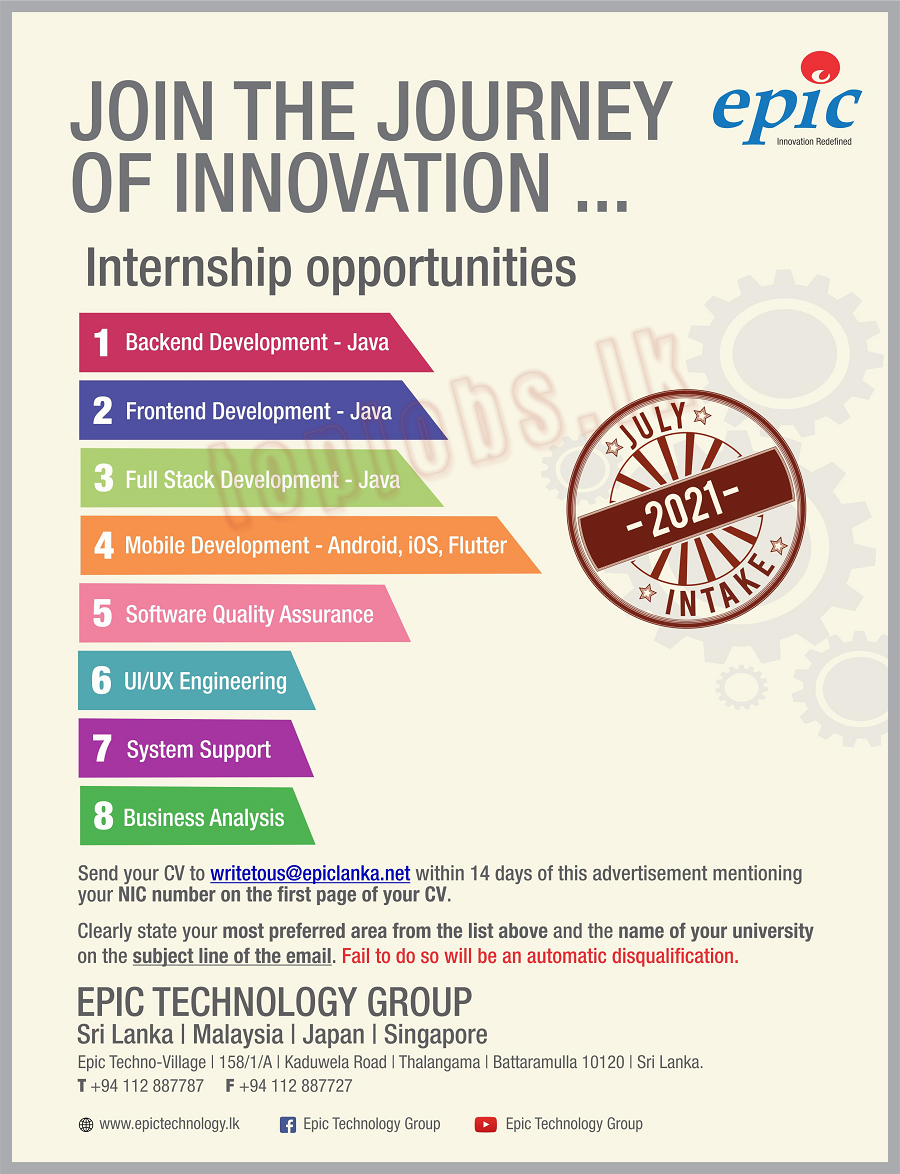 JOIN THE JOURNEY
OF INNOVATION ...
epic
Innovation Redefined
Internship opportunities
1 Backend Development - Java
2 Frontend Development - Java
3 Full Stack Development - Java
4 Mobile Development - Android, iOS, Flutter
5 Software Quality Assurance
6 UI/UX Engineering
7 System Support
8 Business Analysis
topjobs.lk
JULY
-2021-
INTAKE
Send your CV to writetous@epiclanka.net within 14 days of this advertisement mentioning
your NIC number on the first page of your CV.
Clearly state your most preferred area from the list above and the name of your university
on the subject line of the email. Fail to do so will be an automatic disqualification.
EPIC TECHNOLOGY GROUP
Sri Lanka | Malaysia | Japan | Singapore
Epic Techno-Village | 158/1/A | Kaduwela Road | Thalangama | Battaramulla 10120 | Sri Lanka.
T +94 112 887787 F +94 112 887727
www.epictechnology.lk Epic Technology Group Epic Technology Group